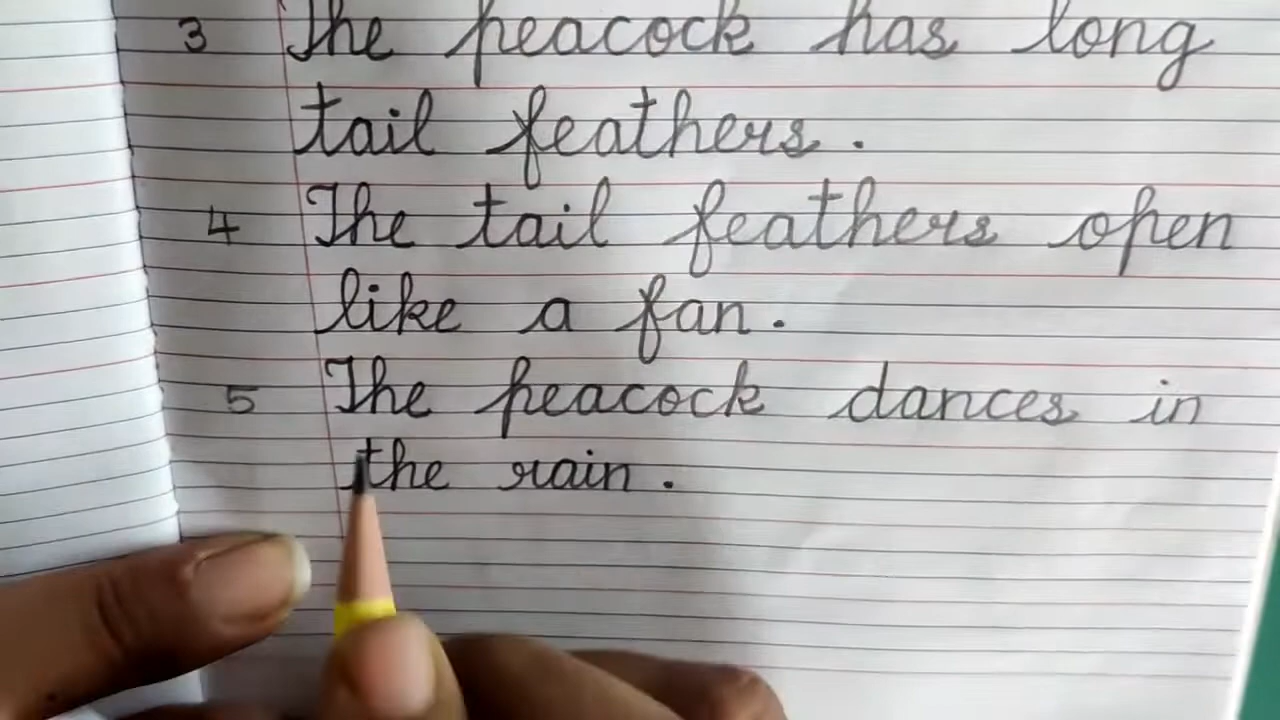 3 The peacock has long
tail feathers.
4 The tail feathers open
like a fan.
5 The peacock dances in
the rain.